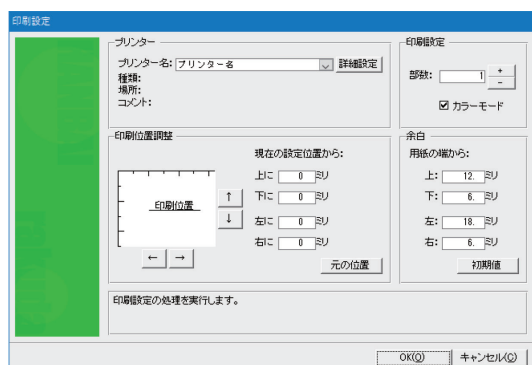 印刷設定
プリンター
プリンター名: プリンター名
詳細設定
種類:
場所:
コメント:
印刷設定
部数: 1
+
-
カラーモード
印刷位置調整
印刷位置
↑
↓
← →
現在の設定位置から:
上に 0 ミリ
下に 0 ミリ
左に 0 ミリ
右に 0 ミリ
元の位置
余白
用紙の端から:
上: 12. ミリ
下: 6. ミリ
左: 18. ミリ
右: 6. ミリ
初期値
印刷設定の処理を実行します。
OK(O) キャンセル(C)